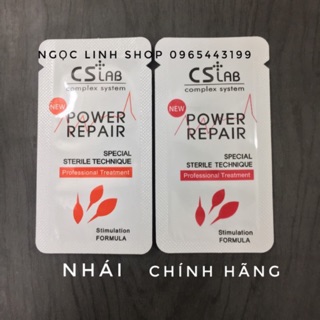 NGỌC LINH SHOP 0965443199
CS+LAB
complex system
NEW
POWER
REPAIR
SPECIAL
STERILE TECHNIQUE
Professional Treatment
Stimulation
FORMULA
CS+LAB
complex system
NEW
POWER
REPAIR
SPECIAL
STERILE TECHNIQUE
Professional Treatment
Stimulation
FORMULA
NHÁI
CHÍNH HÃNG